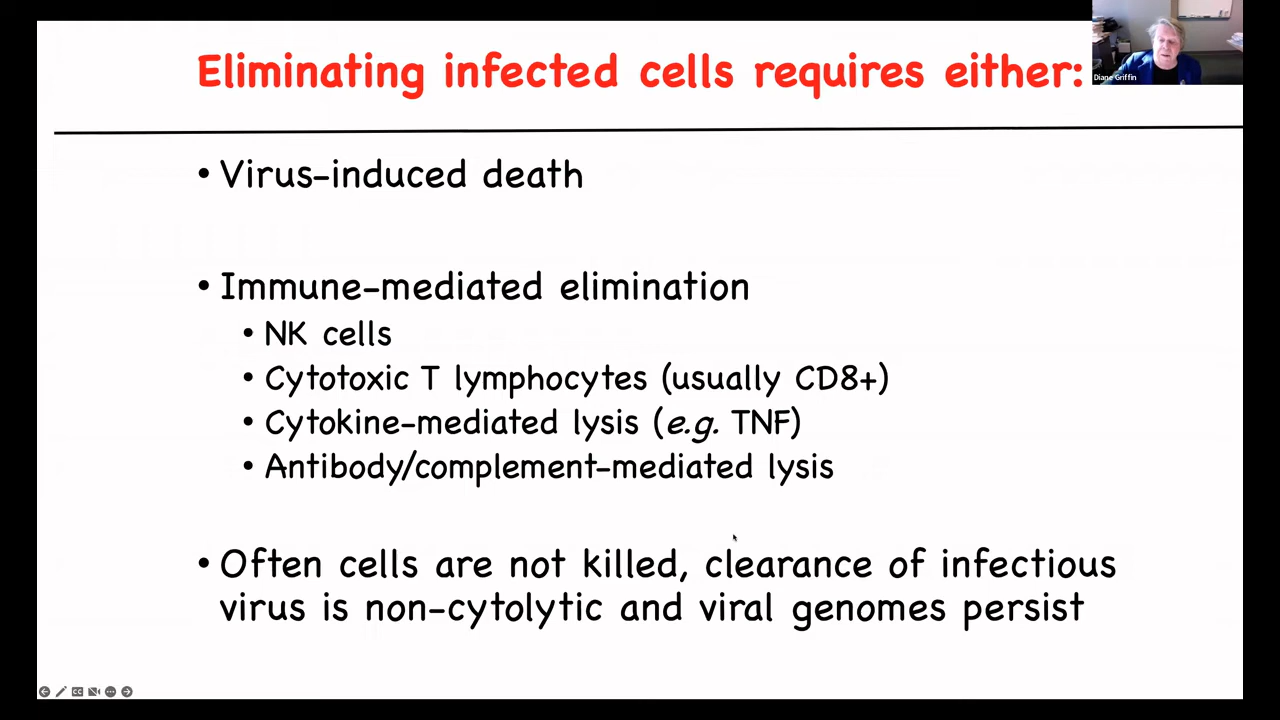 Eliminating infected cells requires either:
Diane Griffin
• Virus-induced death
• Immune-mediated elimination
• NK cells
• Cytotoxic T lymphocytes (usually CD8+)
• Cytokine-mediated lysis (e.g. TNF)
• Antibody/complement-mediated lysis
• Often cells are not killed, clearance of infectious
virus is non-cytolytic and viral genomes persist
CC